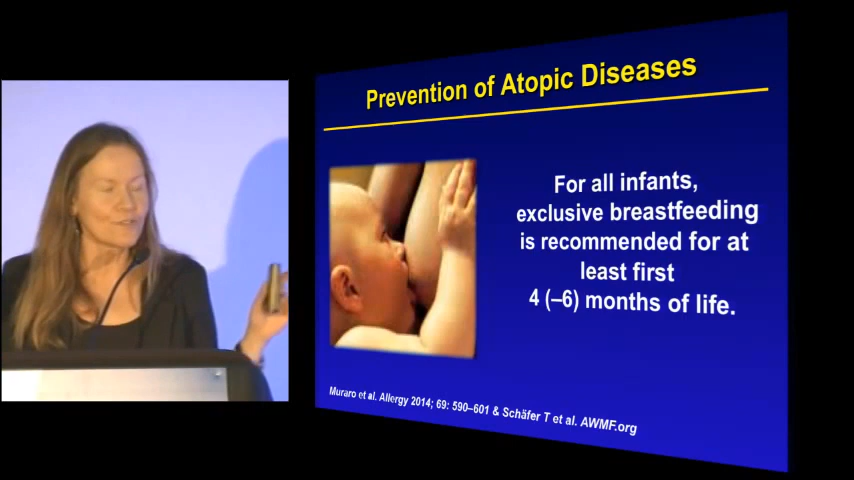 Prevention of Atopic Diseases
For all infants,
exclusive breastfeeding
is recommended for at
least first
4 (–6) months of life.
Muraro et al. Allergy 2014; 69: 590–601 & Schäfer T et al. AWMF.org